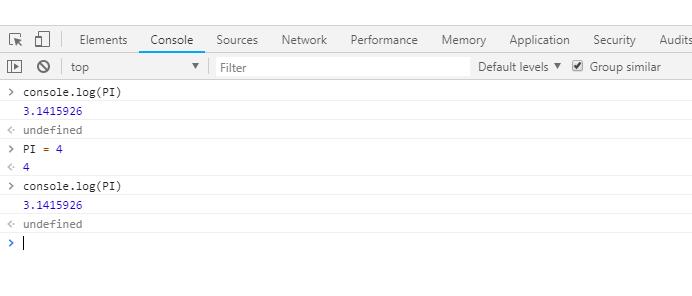 Elements Console Sources Network Performance Memory Application Security Audits
top Filter Default levels Group similar
console.log(PI)
3.1415926
undefined
PI = 4
4
console.log(PI)
3.1415926
undefined